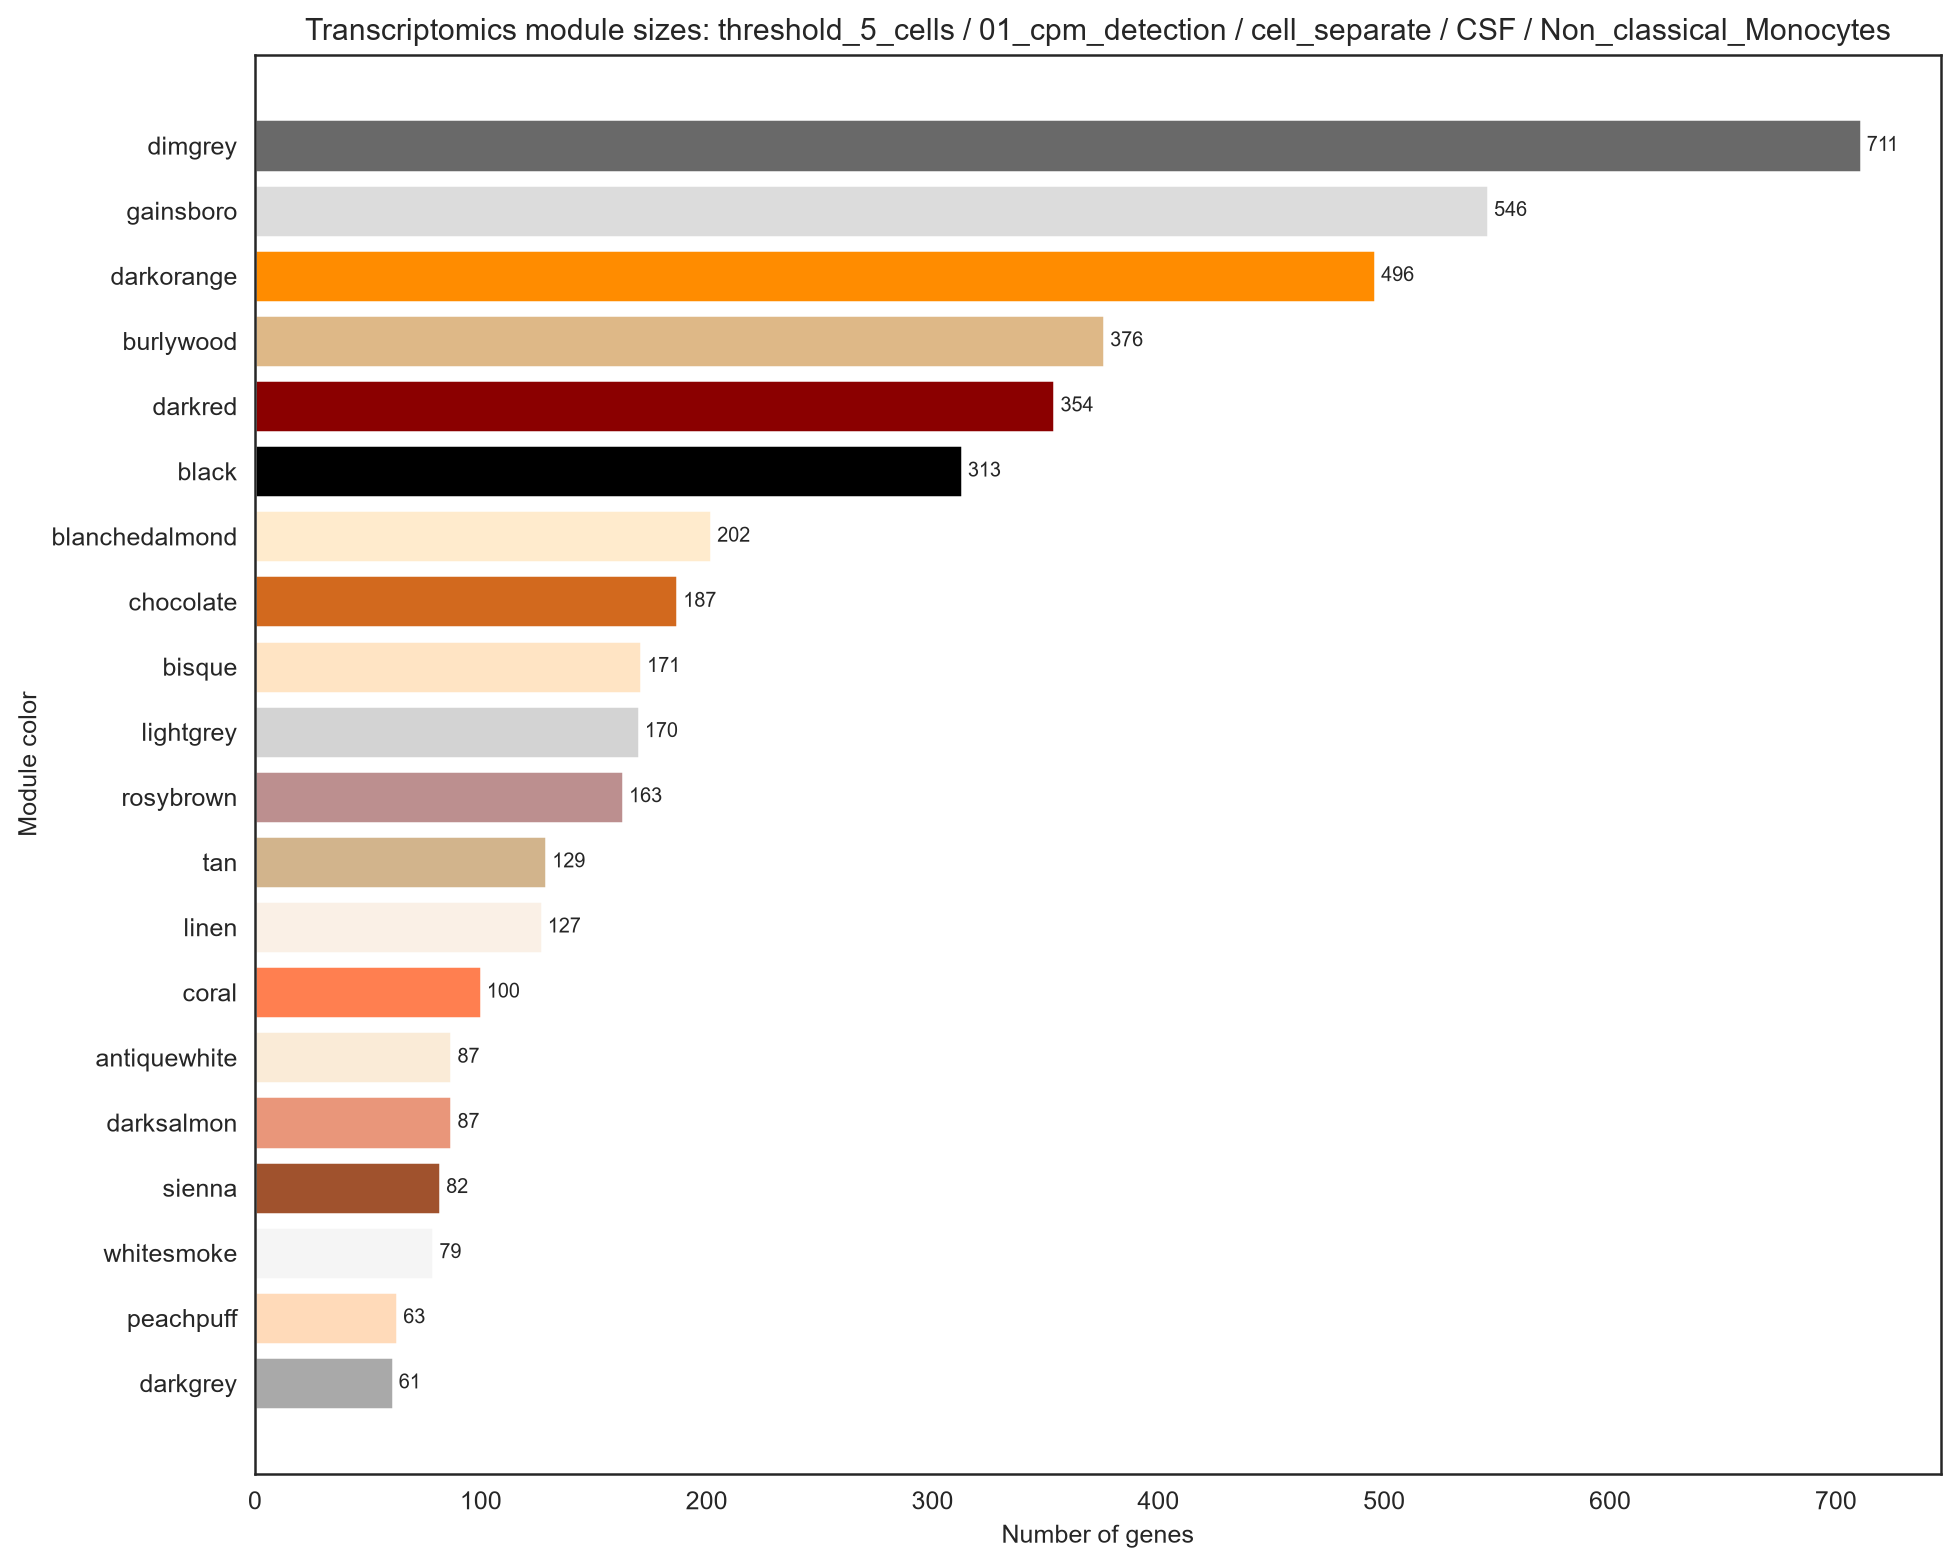 Transcriptomics module sizes: threshold_5_cells / 01_cpm_detection / cell_separate / CSF / Non_classical_Monocytes
Module color
dimgrey 711
gainsboro 546
darkorange 496
burlywood 376
darkred 354
black 313
blanchedalmond 202
chocolate 187
bisque 171
lightgrey 170
rosybrown 163
tan 129
linen 127
coral 100
antiquewhite 87
darksalmon 87
sienna 82
whitesmoke 79
peachpuff 63
darkgrey 61
0 100 200 300 400 500 600 700
Number of genes